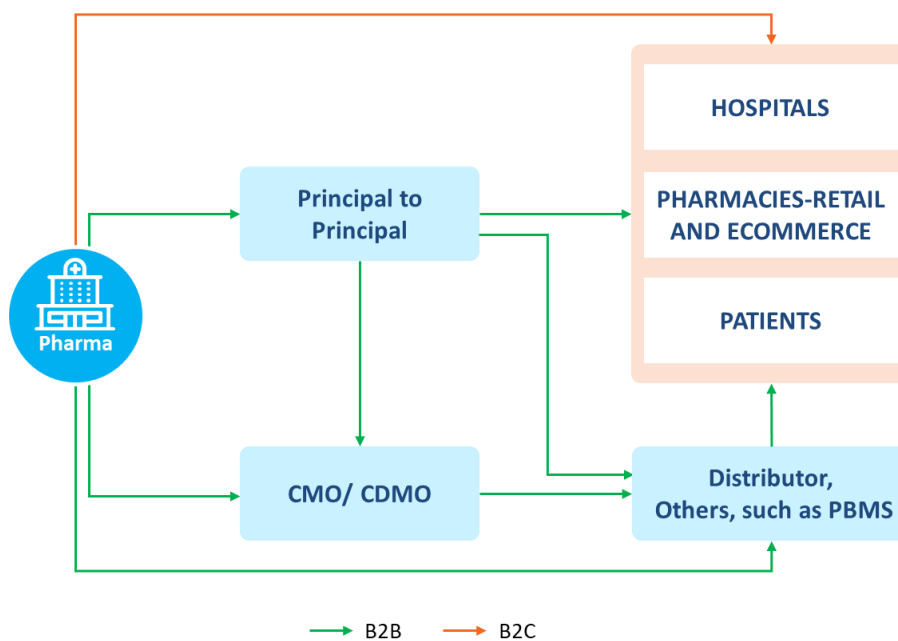 HOSPITALS
Principal to
Principal
PHARMACIES-RETAIL
AND ECOMMERCE
Pharma
PATIENTS
CMO/ CDMO
Distributor,
Others, such as PBMS
B2B
B2C